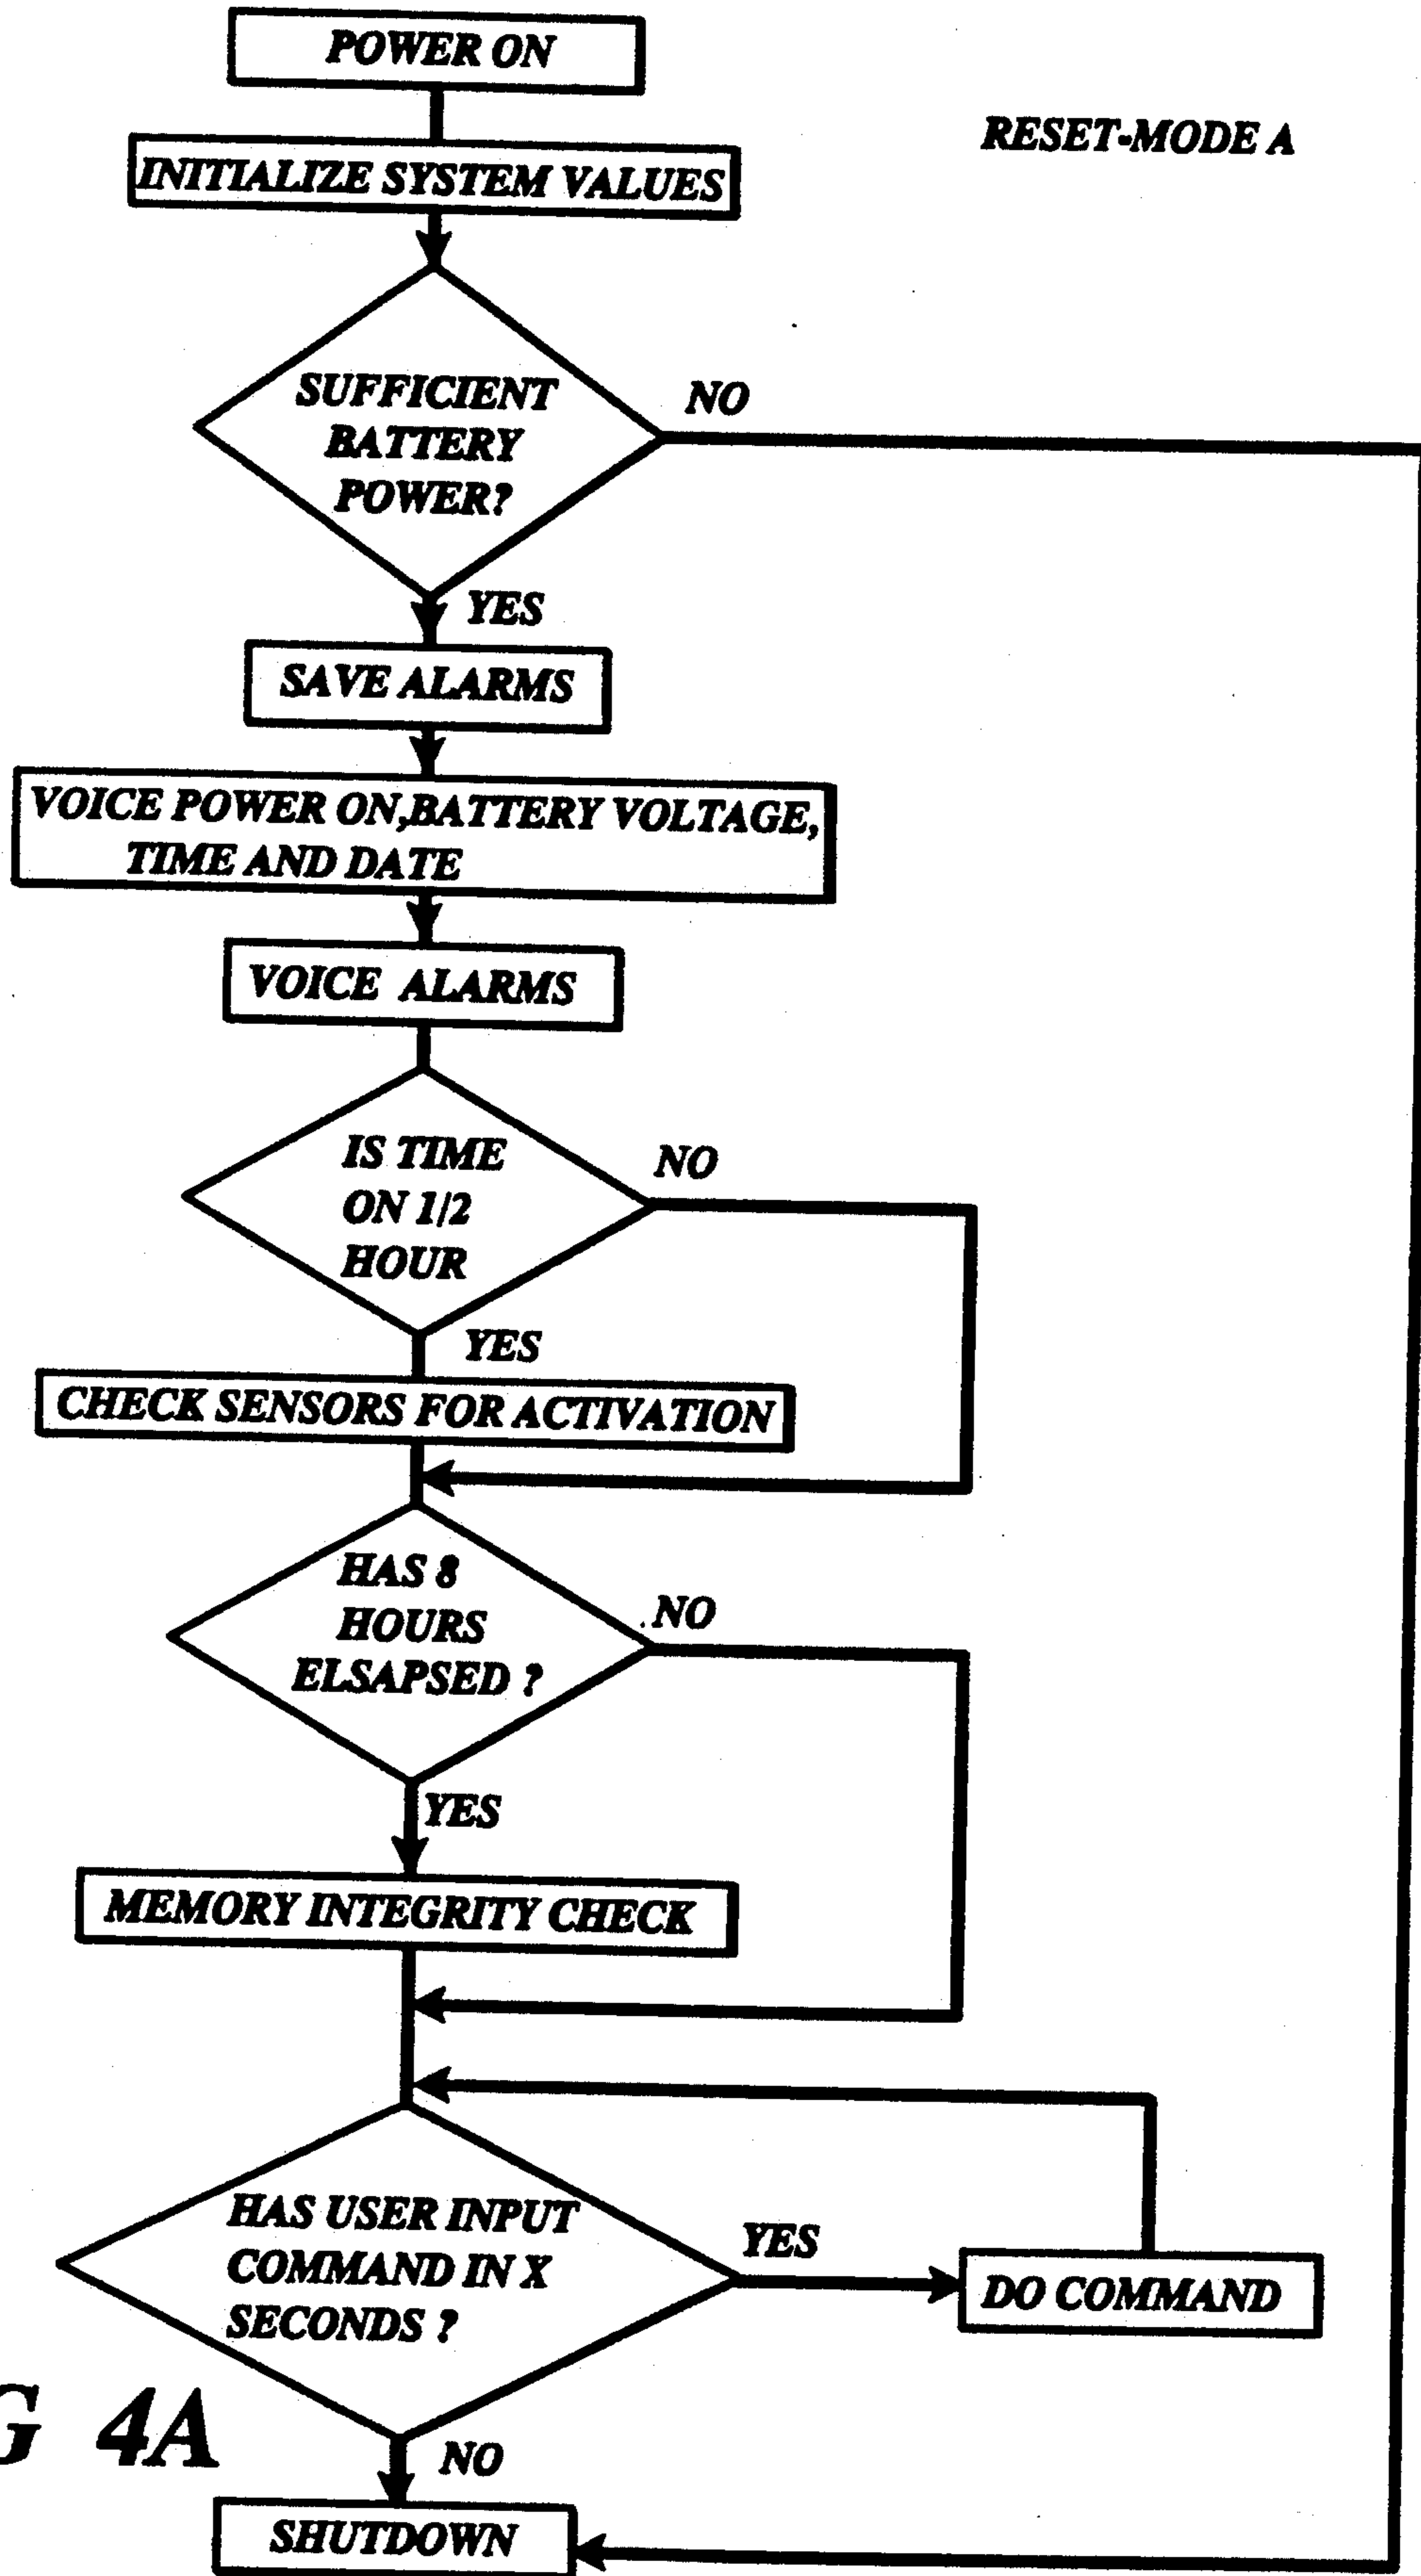 POWER ON
RESET-MODE A
INITIALIZE SYSTEM VALUES
SUFFICIENT
BATTERY
POWER?
NO
YES
SAVE ALARMS
VOICE POWER ON,BATTERY VOLTAGE,
TIME AND DATE
VOICE ALARMS
IS TIME
ON 1/2
HOUR
NO
YES
CHECK SENSORS FOR ACTIVATION
HAS 8
HOURS
ELSAPSED ?
NO
YES
MEMORY INTEGRITY CHECK
HAS USER INPUT
COMMAND IN X
SECONDS ?
YES
DO COMMAND
G 4A
NO
SHUTDOWN